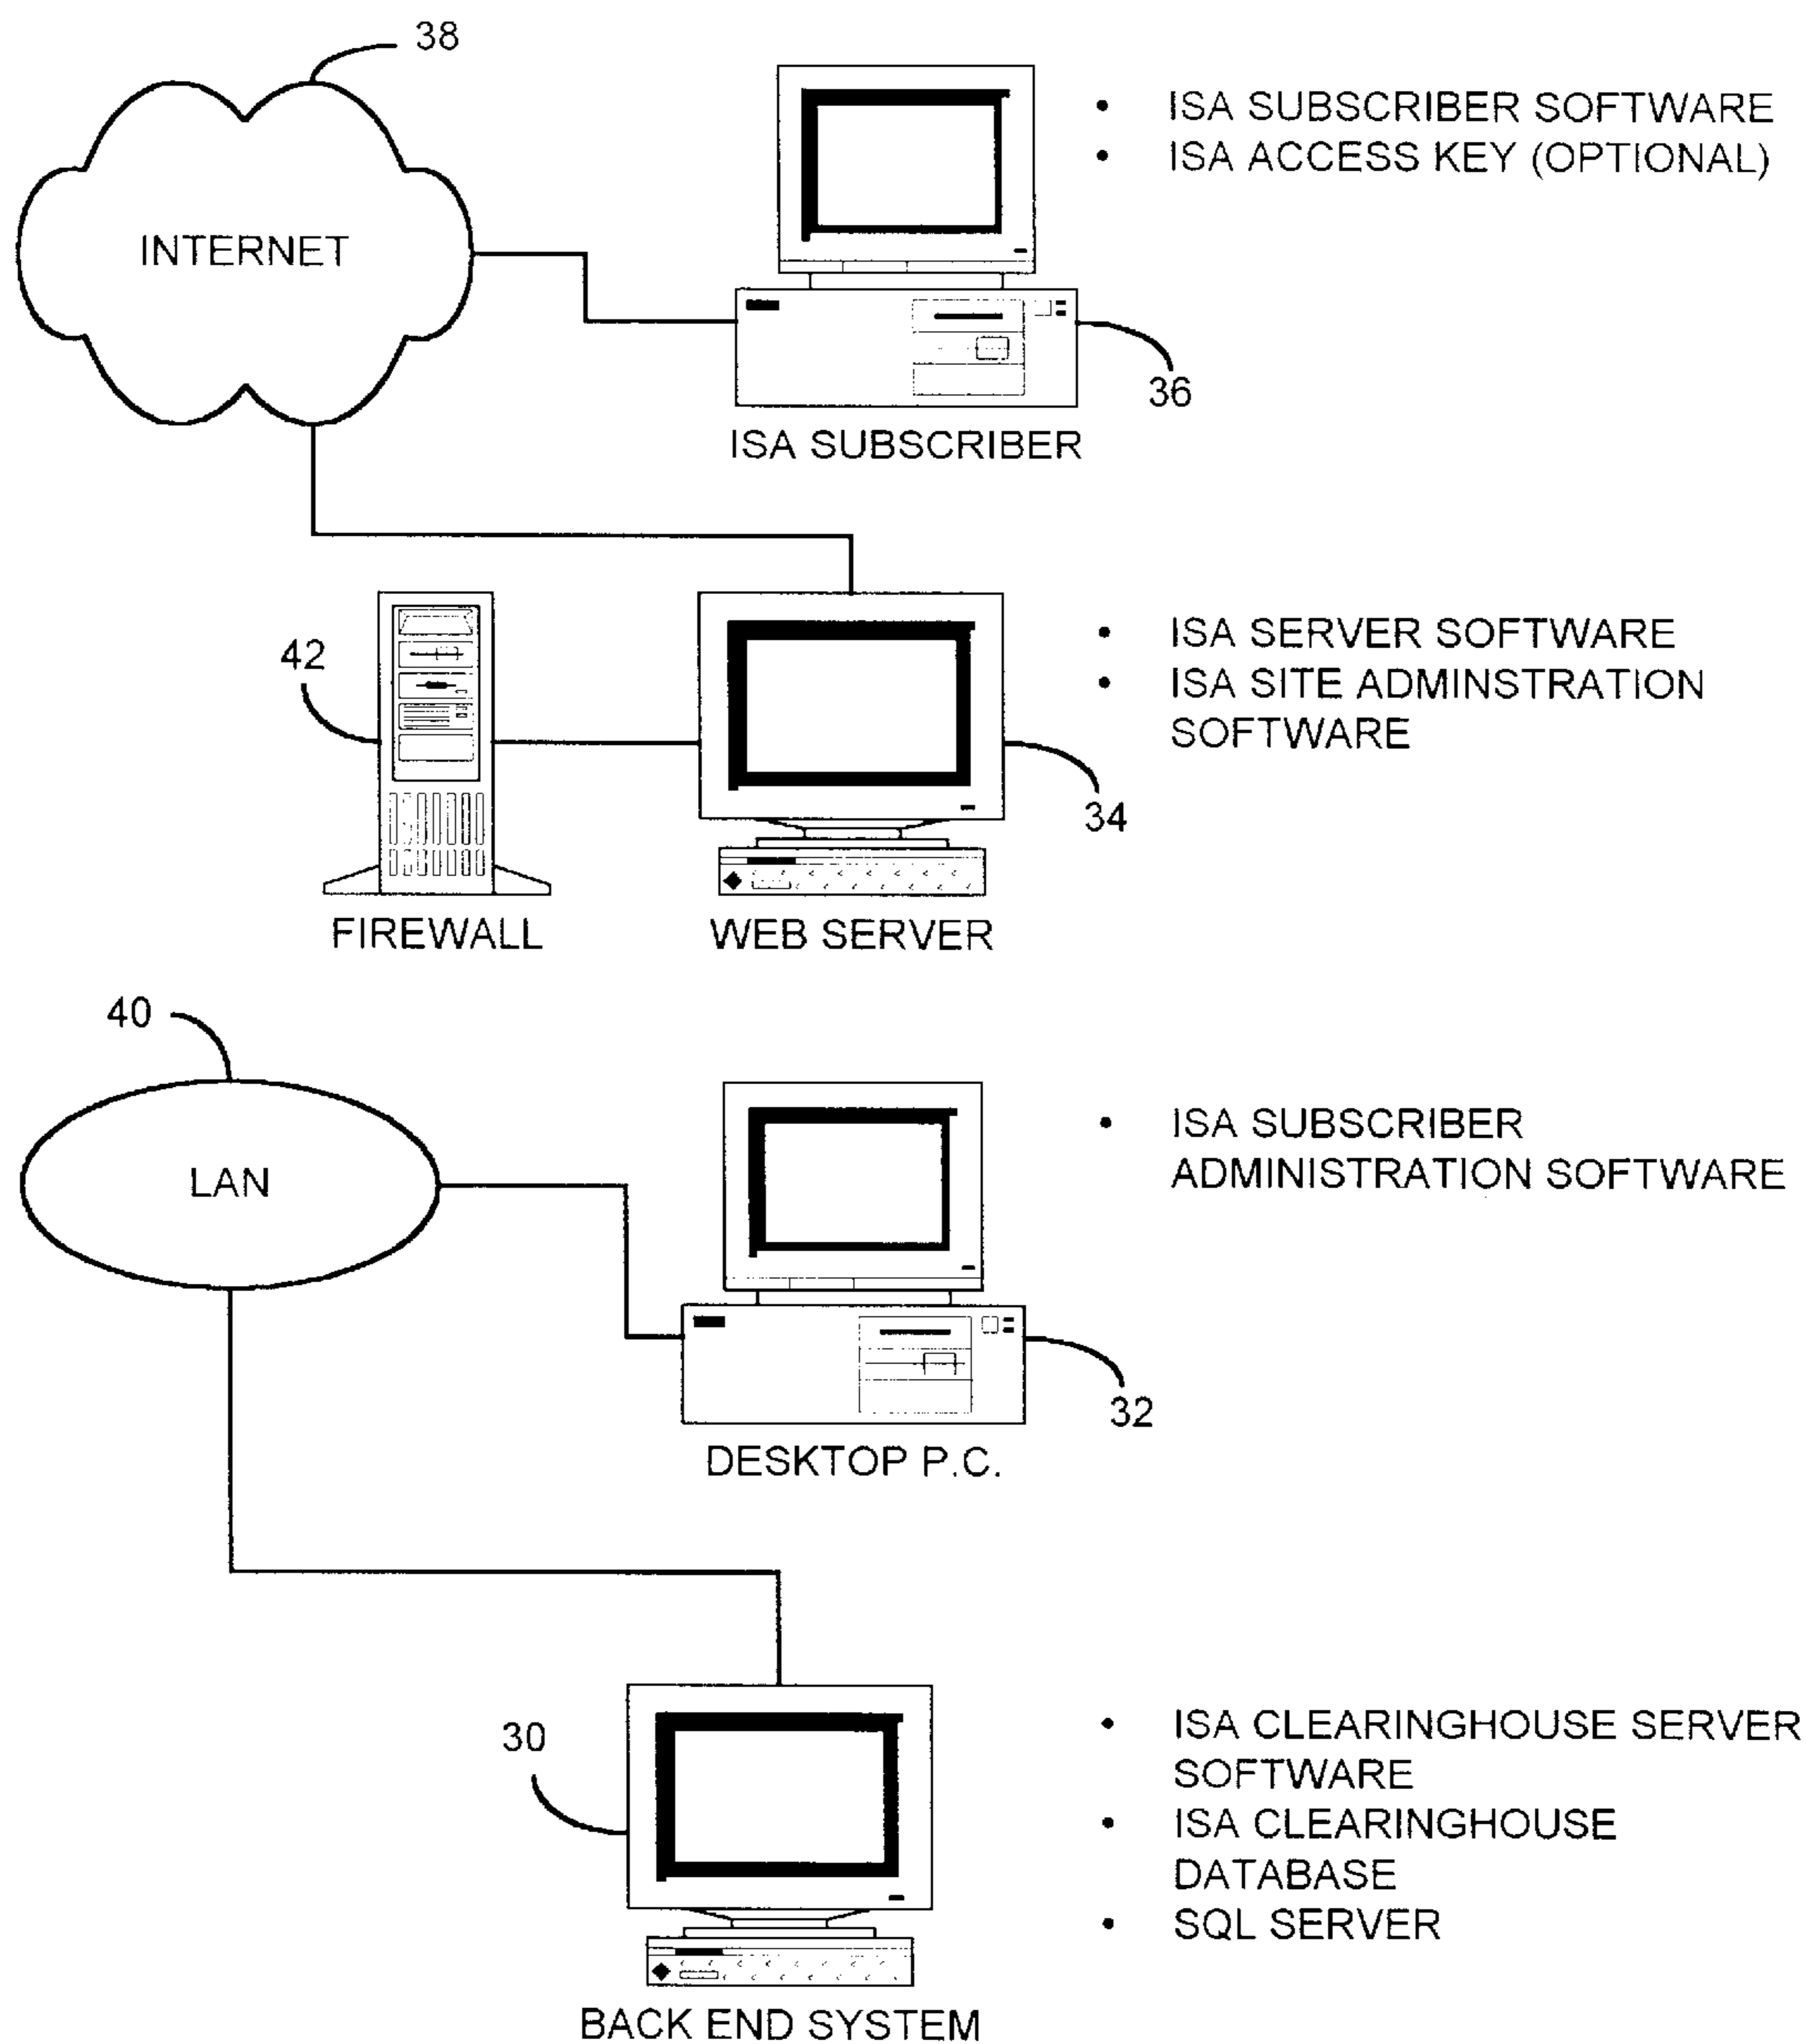 38
• ISA SUBSCRIBER SOFTWARE
• ISA ACCESS KEY (OPTIONAL)
INTERNET
36
ISA SUBSCRIBER
• ISA SERVER SOFTWARE
• ISA SITE ADMINSTRATION
SOFTWARE
42
34
FIREWALL
WEB SERVER
40
• ISA SUBSCRIBER
ADMINISTRATION SOFTWARE
LAN
32
DESKTOP P.C.
30
• ISA CLEARINGHOUSE SERVER
SOFTWARE
• ISA CLEARINGHOUSE
DATABASE
• SQL SERVER
BACK END SYSTEM